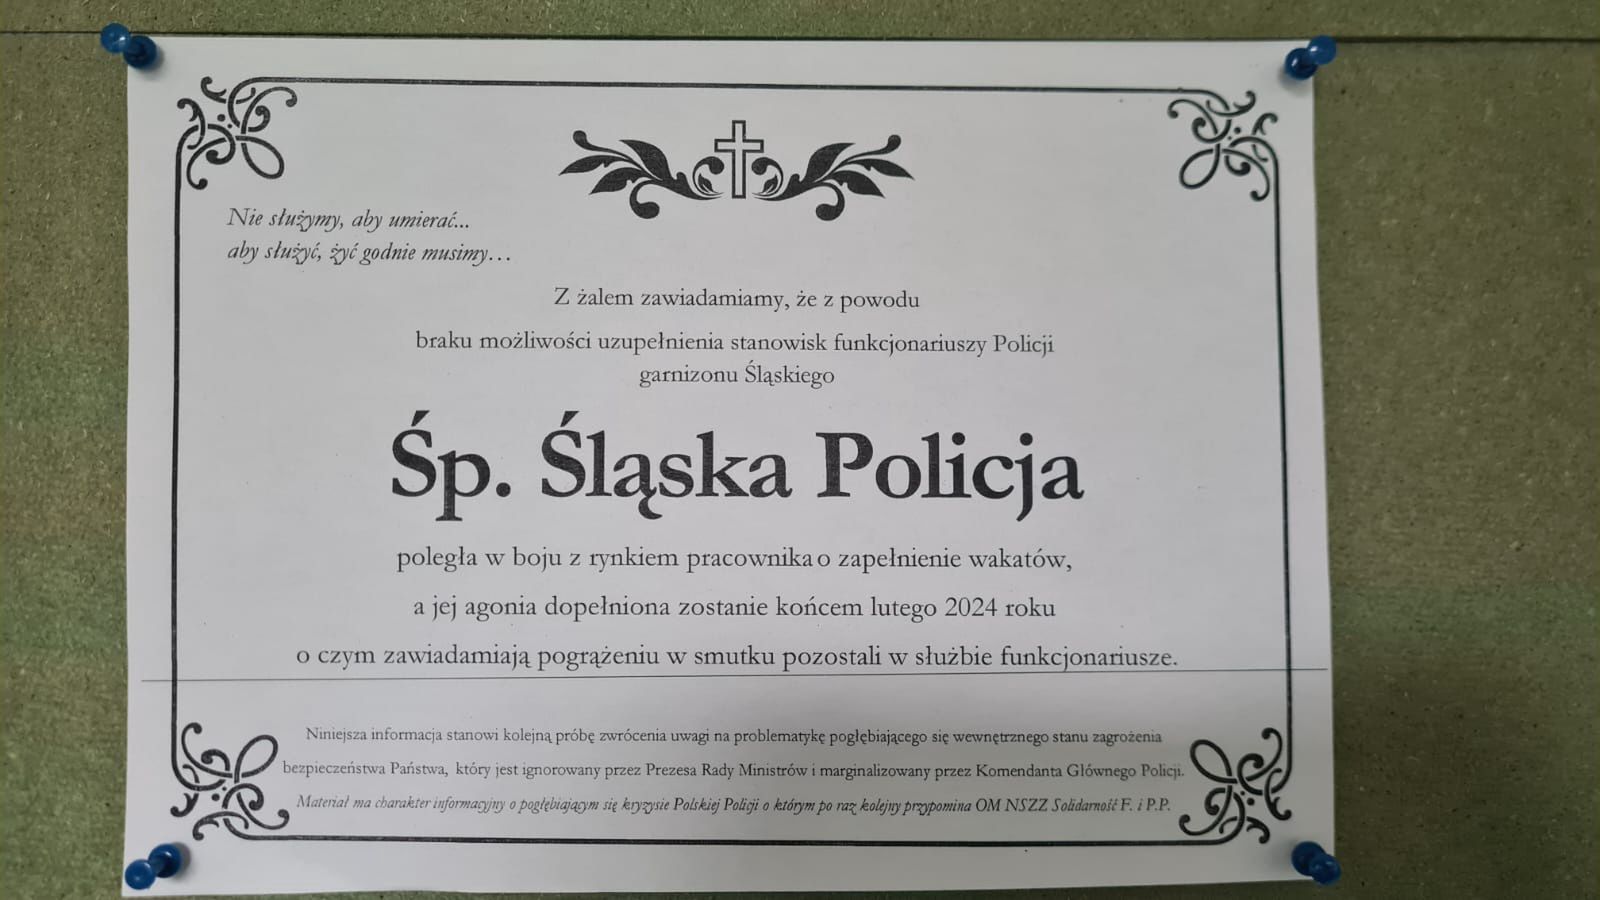 Nie służymy, aby umierać...
aby służyć, żyć godnie musimy…
Z żalem zawiadamiamy, że z powodu
braku możliwości uzupełnienia stanowisk funkcjonariuszy Policji
garnizonu Śląskiego
Śp. Śląska Policja
poległa w boju z rynkiem pracownika o zapełnienie wakatów,
a jej agonia dopełniona zostanie końcem lutego 2024 roku
o czym zawiadamiają pogrążeniu w smutku pozostali w służbie funkcjonariusze.
Niniejsza informacja stanowi kolejną próbę zwrócenia uwagi na problematykę pogłębiającego się wewnętrznego stanu zagrożenia
bezpieczeństwa Państwa, który jest ignorowany przez Prezesa Rady Ministrów i marginalizowany przez Komendanta Głównego Policji.
Materiał ma charakter informacyjny o pogłębiającym się kryzysie Polskiej Policji o którym po raz kolejny przypomina OM NSZZ Solidarność F. i P.P.